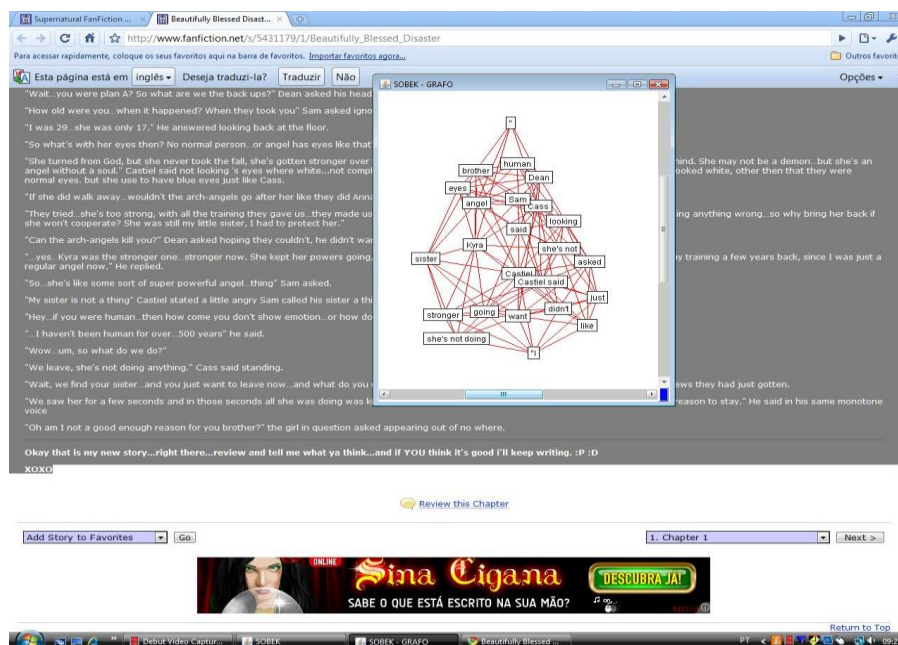 Supernatural FanFiction ...
Beautifully Blessed Disast...
http://www.fanfiction.net/s/5431179/1/Beautifully_Blessed_Disaster
Para acessar rapidamente, coloque os seus favoritos aqui na barra de favoritos. Importar favoritos agora...
Outros favorit
Esta página está em inglês Deseja traduzi-la? Traduzir Não
Opções
SOBEK - GRAFO
"Wait...you were plan A? So what are we the back ups?" Dean asked his head
"How old were you...when it happened? When they took you" Sam asked igno
"I was 29...she was only 17." He answered looking back at the floor.
"So what's with her eyes then? No normal person...or angel has eyes like that
"She turned from God, but she never took the fall, she's gotten stronger over
hind. She may not be a demon...but she's an
angel without a soul." Castiel said not looking 's eyes where white...not compl
ooked white, other then that they were
normal eyes. but she use to have blue eyes just like Cass.
"If she did walk away...wouldn't the arch-angels go after her like they did Anna
"They tried...she's too strong, with all the training they gave us...they made us
ing anything wrong...so why bring her back if
she won't cooperate? She was still my little sister, I had to protect her."
"Can the arch-angels kill you?" Dean asked hoping they couldn't, he didn't wan
"...yes...Kyra was the stronger one...stronger now. She kept her powers going,
y training a few years back, since I was just a
regular angel now." He replied.
"So...she's like some sort of super powerful angel...thing" Sam asked.
"My sister is not a thing" Castiel stated a little angry Sam called his sister a thi
"Hey...if you were human...then how come you don't show emotion...or how do
"...I haven't been human for over...500 years" he said.
"Wow...um, so what do we do?"
"We leave, she's not doing anything." Cass said standing.
"Wait, we find your sister...and you just want to leave now...and what do you
ews they had just gotten.
"We saw her for a few seconds and in those seconds all she was doing was k
reason to stay." He said in his same monotone
voice
"Oh am I not a good enough reason for you brother?" the girl in question asked appearing out of no where.
Okay that is my new story...right there...review and tell me what ya think...and if YOU think it's good i'll keep writing. :P :D
XOXO
"
human
brother
Dean
eyes
angel
Sam
Cass
looking
said
Kyra
she's not
sister
asked
Castiel
Castiel said
just
stronger
going
want
didn't
like
she's not doing
"I
Review this Chapter
Add Story to Favorites Go
1. Chapter 1 Next >
ONLINE
Sina Cigana
SABE O QUE ESTÁ ESCRITO NA SUA MÃO?
DESCUBRA JÁ!
Return to Top
Debut Video Captur...
SOBEK
SOBEK - GRAFO
Beautifully Blessed ...
PT
09:2